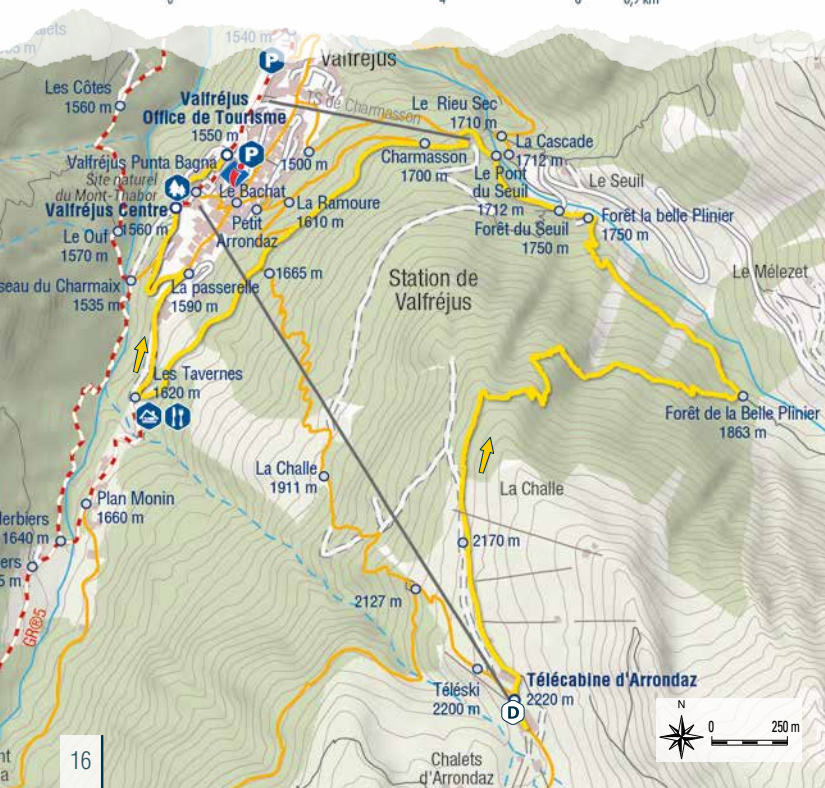 1540 m
P
Valfréjus
Les Côtes
1560 m
Valfréjus
Office de Tourisme
1550 m
P
TS de Charmasson
Le Rieu Sec
1710 m
La Cascade
1712 m
Valfréjus Punta Bagna
1500 m
Charmasson
1700 m
Le Pont
du Seuil
1712 m
Le Seuil
Site naturel
du Mont-Thabor
Le Bachat
Valfréjus Centre
1560 m
Petit
Arrondaz
La Ramoure
1610 m
Forêt du Seuil
1750 m
Forêt la belle Plinier
1750 m
Le Ouf
1570 m
seau du Charmaix
1535 m
La passerelle
1590 m
1665 m
Station de
Valfréjus
Le Mélezet
Les Tavernes
1620 m
Forêt de la Belle Plinier
1863 m
La Challe
1911 m
La Challe
Plan Monin
1660 m
1640 m
2170 m
2127 m
GR®5
Téléski
2200 m
Télécabine d'Arrondaz
2220 m
D
Chalets
d'Arrondaz
N
0 250 m
16